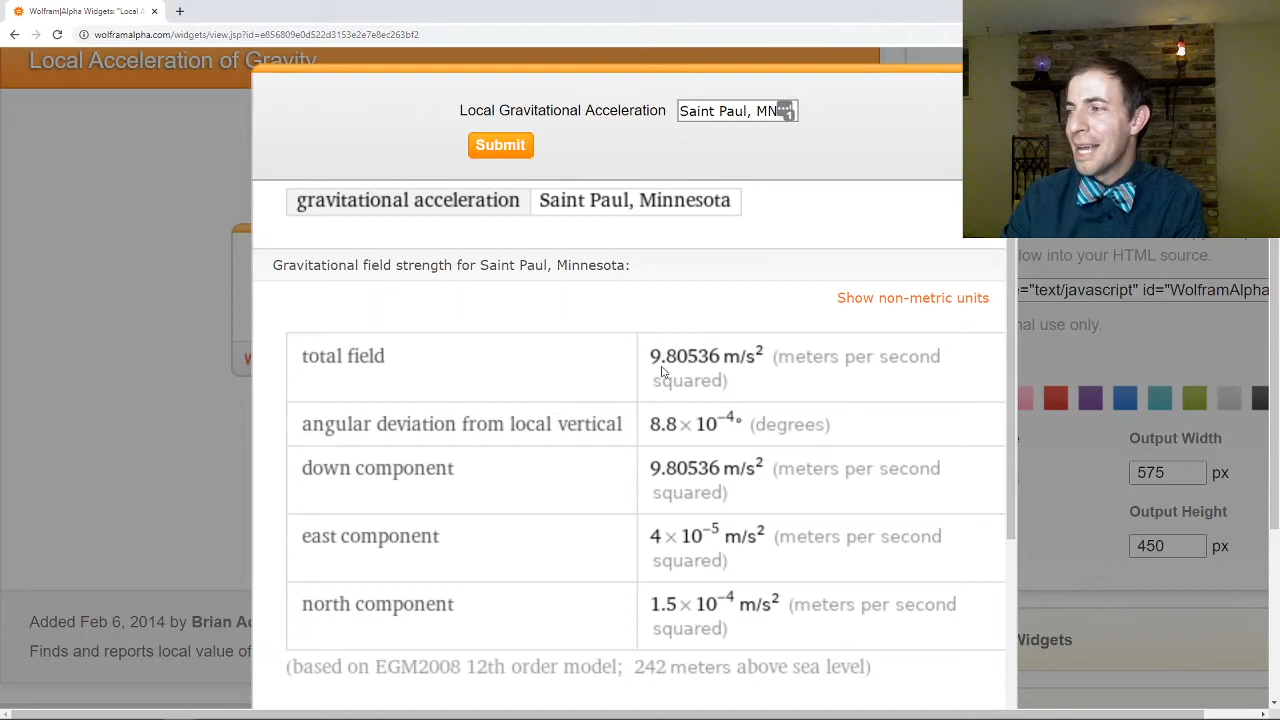 Wolfram|Alpha Widgets: "Local A
wolframalpha.com/widgets/view.jsp?id=e856809e0d522d3153e2e7e8ec263bf2
Local Acceleration of Gravity
Local Gravitational Acceleration Saint Paul, MN
1
Submit
gravitational acceleration Saint Paul, Minnesota
low into your HTML source.
Gravitational field strength for Saint Paul, Minnesota:
Show non-metric units
="text/javascript" id="WolframAlpha
nal use only.
total field 9.80536 m/s² (meters per second
squared)
angular deviation from local vertical 8.8 × 10⁻⁴° (degrees)
down component 9.80536 m/s² (meters per second
squared)
east component 4 × 10⁻⁵ m/s² (meters per second
squared)
north component 1.5 × 10⁻⁴ m/s² (meters per second
squared)
(based on EGM2008 12th order model; 242 meters above sea level)
Output Width
575 px
Output Height
450 px
Added Feb 6, 2014 by Brian Ac
Finds and reports local value of
Widgets